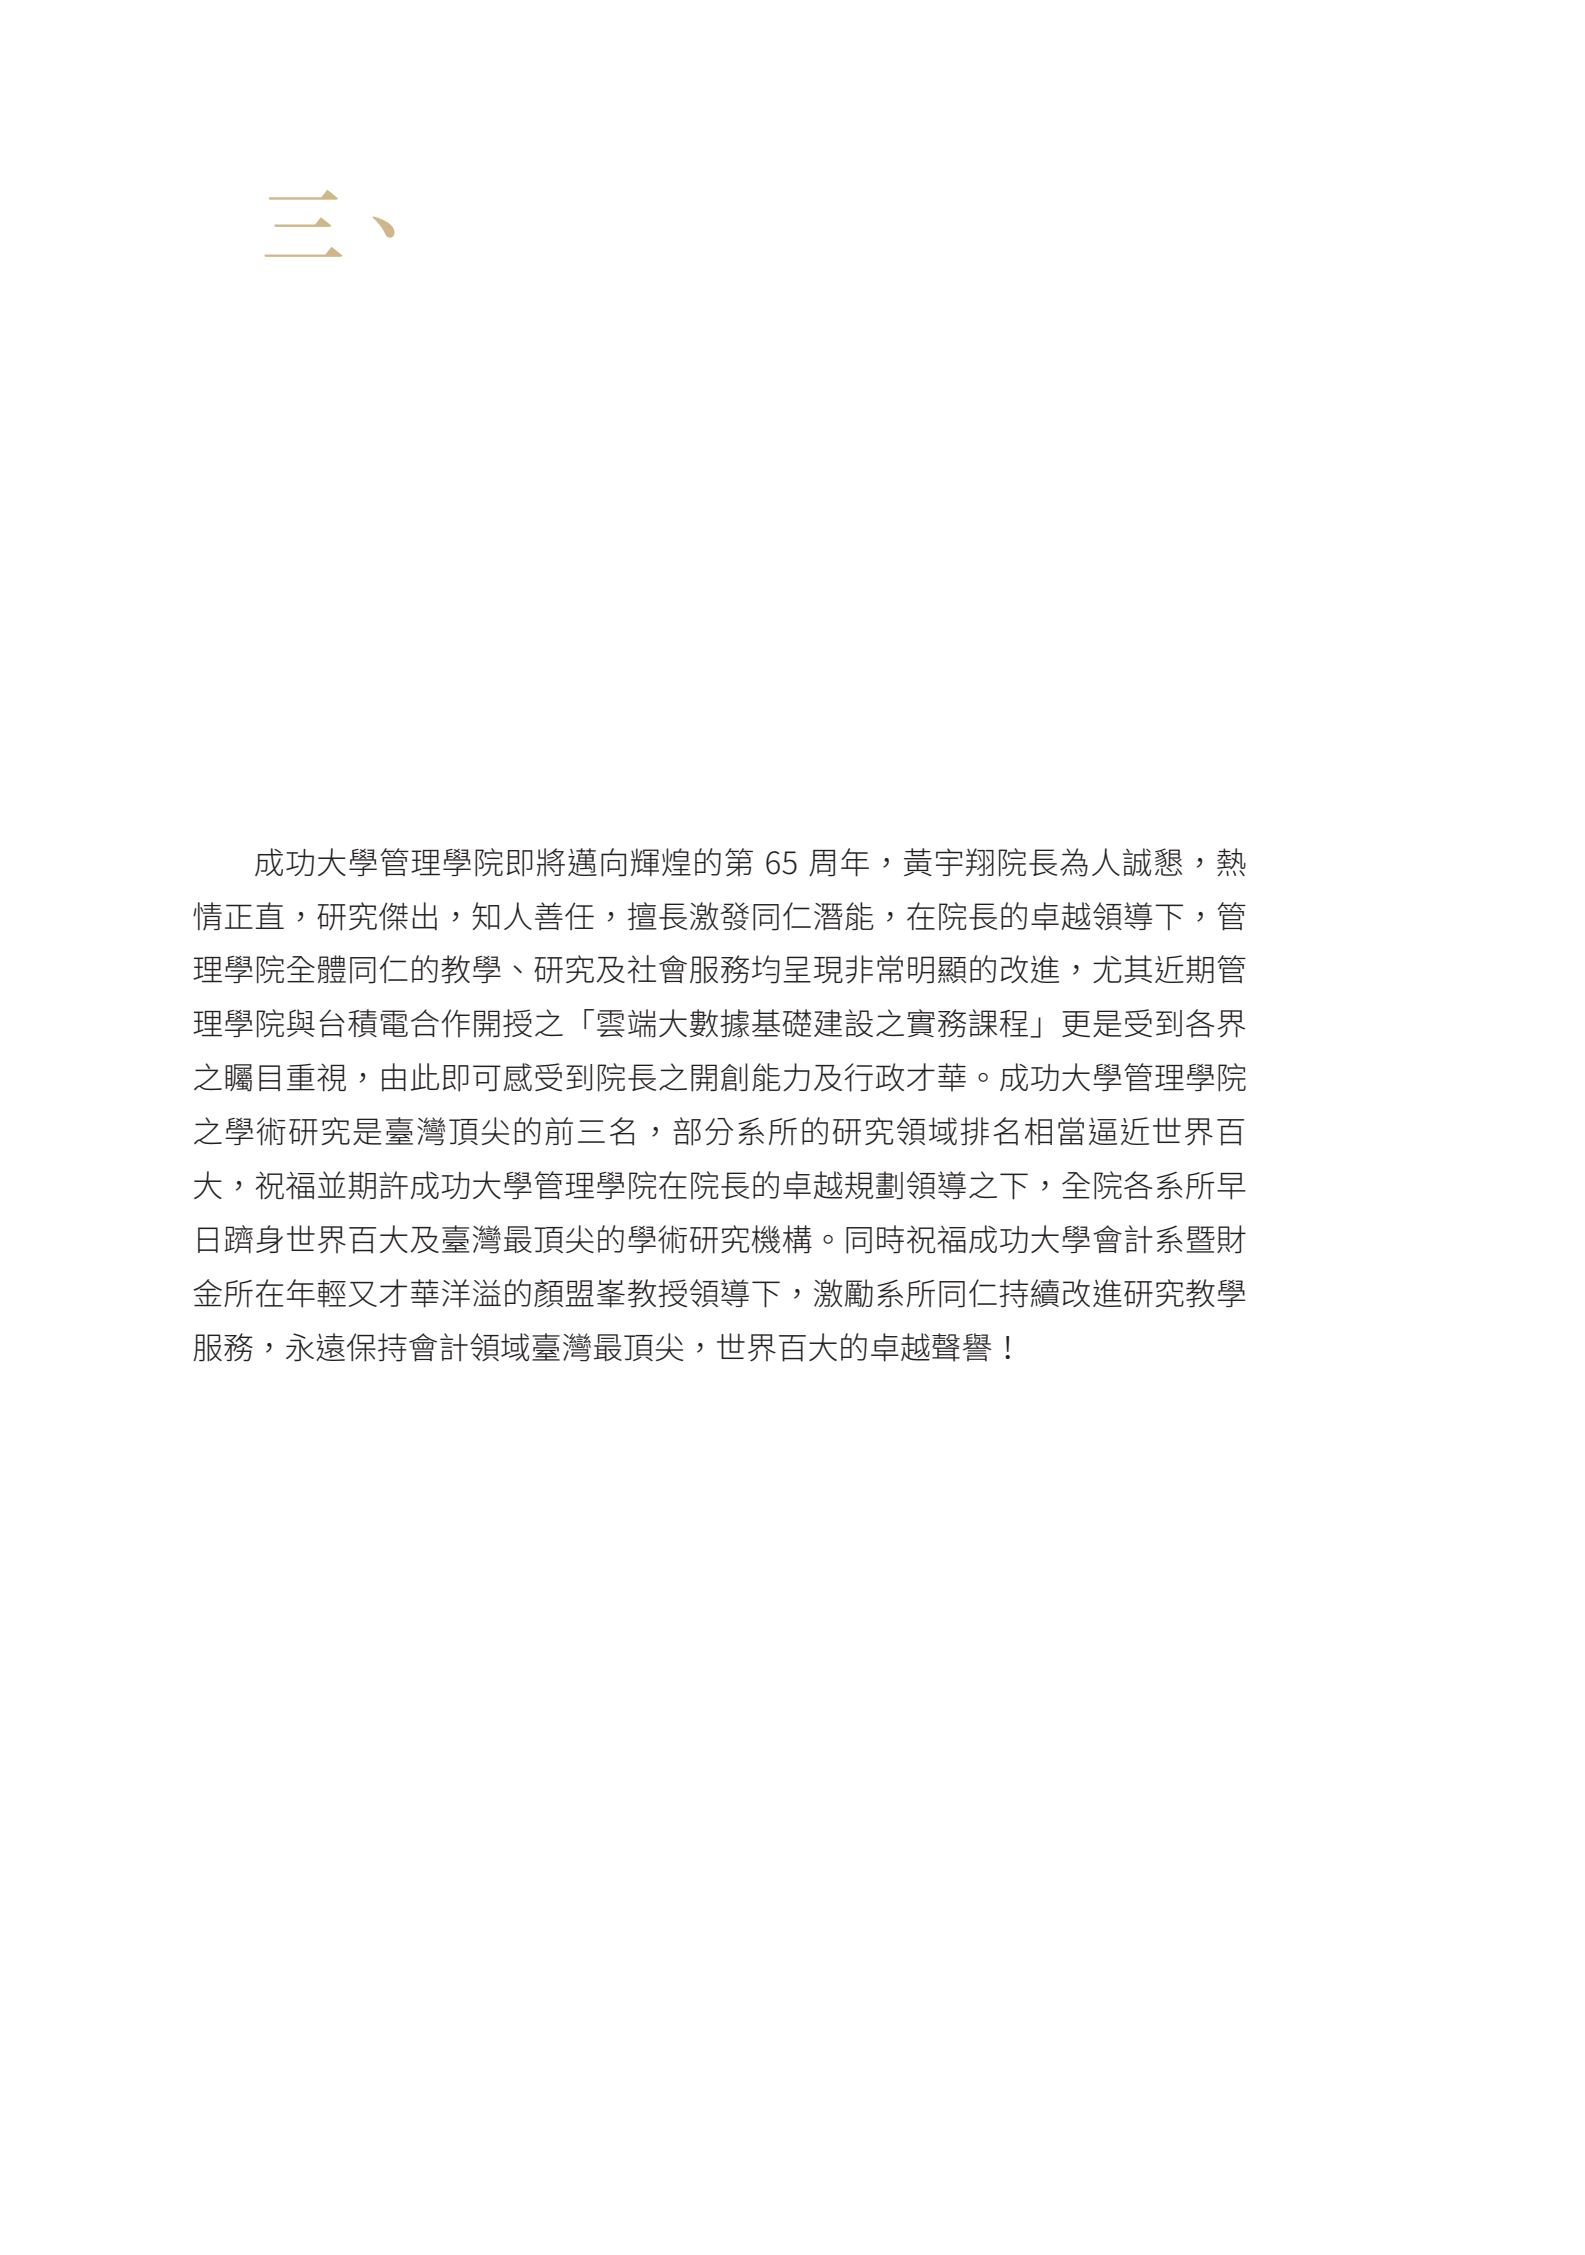 三、
成功大學管理學院即將邁向輝煌的第 65 周年，黃宇翔院長為人誠懇，熱
情正直，研究傑出，知人善任，擅長激發同仁潛能，在院長的卓越領導下，管
理學院全體同仁的教學、研究及社會服務均呈現非常明顯的改進，尤其近期管
理學院與台積電合作開授之「雲端大數據基礎建設之實務課程」更是受到各界
之矚目重視，由此即可感受到院長之開創能力及行政才華。成功大學管理學院
之學術研究是臺灣頂尖的前三名，部分系所的研究領域排名相當逼近世界百
大，祝福並期許成功大學管理學院在院長的卓越規劃領導之下，全院各系所早
日躋身世界百大及臺灣最頂尖的學術研究機構。同時祝福成功大學會計系暨財
金所在年輕又才華洋溢的顏盟峯教授領導下，激勵系所同仁持續改進研究教學
服務，永遠保持會計領域臺灣最頂尖，世界百大的卓越聲譽！